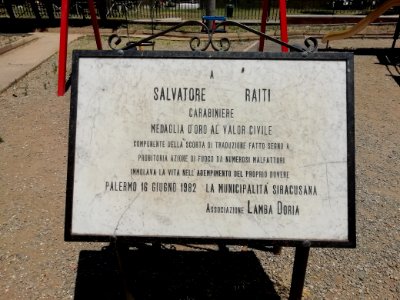 A
SALVATORE RAITI
CARABINIERE
MEDAGLIA D'ORO AL VALOR CIVILE
COMPONENTE DELLA SCORTA DI TRADUZIONE FATTO SEGNO A
PRODITORIA AZIONE DI FUOCO DA NUMEROSI MALFATTORI
IMMOLAVA LA VITA NELL'ADEMPIMENTO DEL PROPRIO DOVERE
PALERMO 16 GIUGNO 1982 LA MUNICIPALITÀ SIRACUSANA
ASSOCIAZIONE LAMBA DORIA